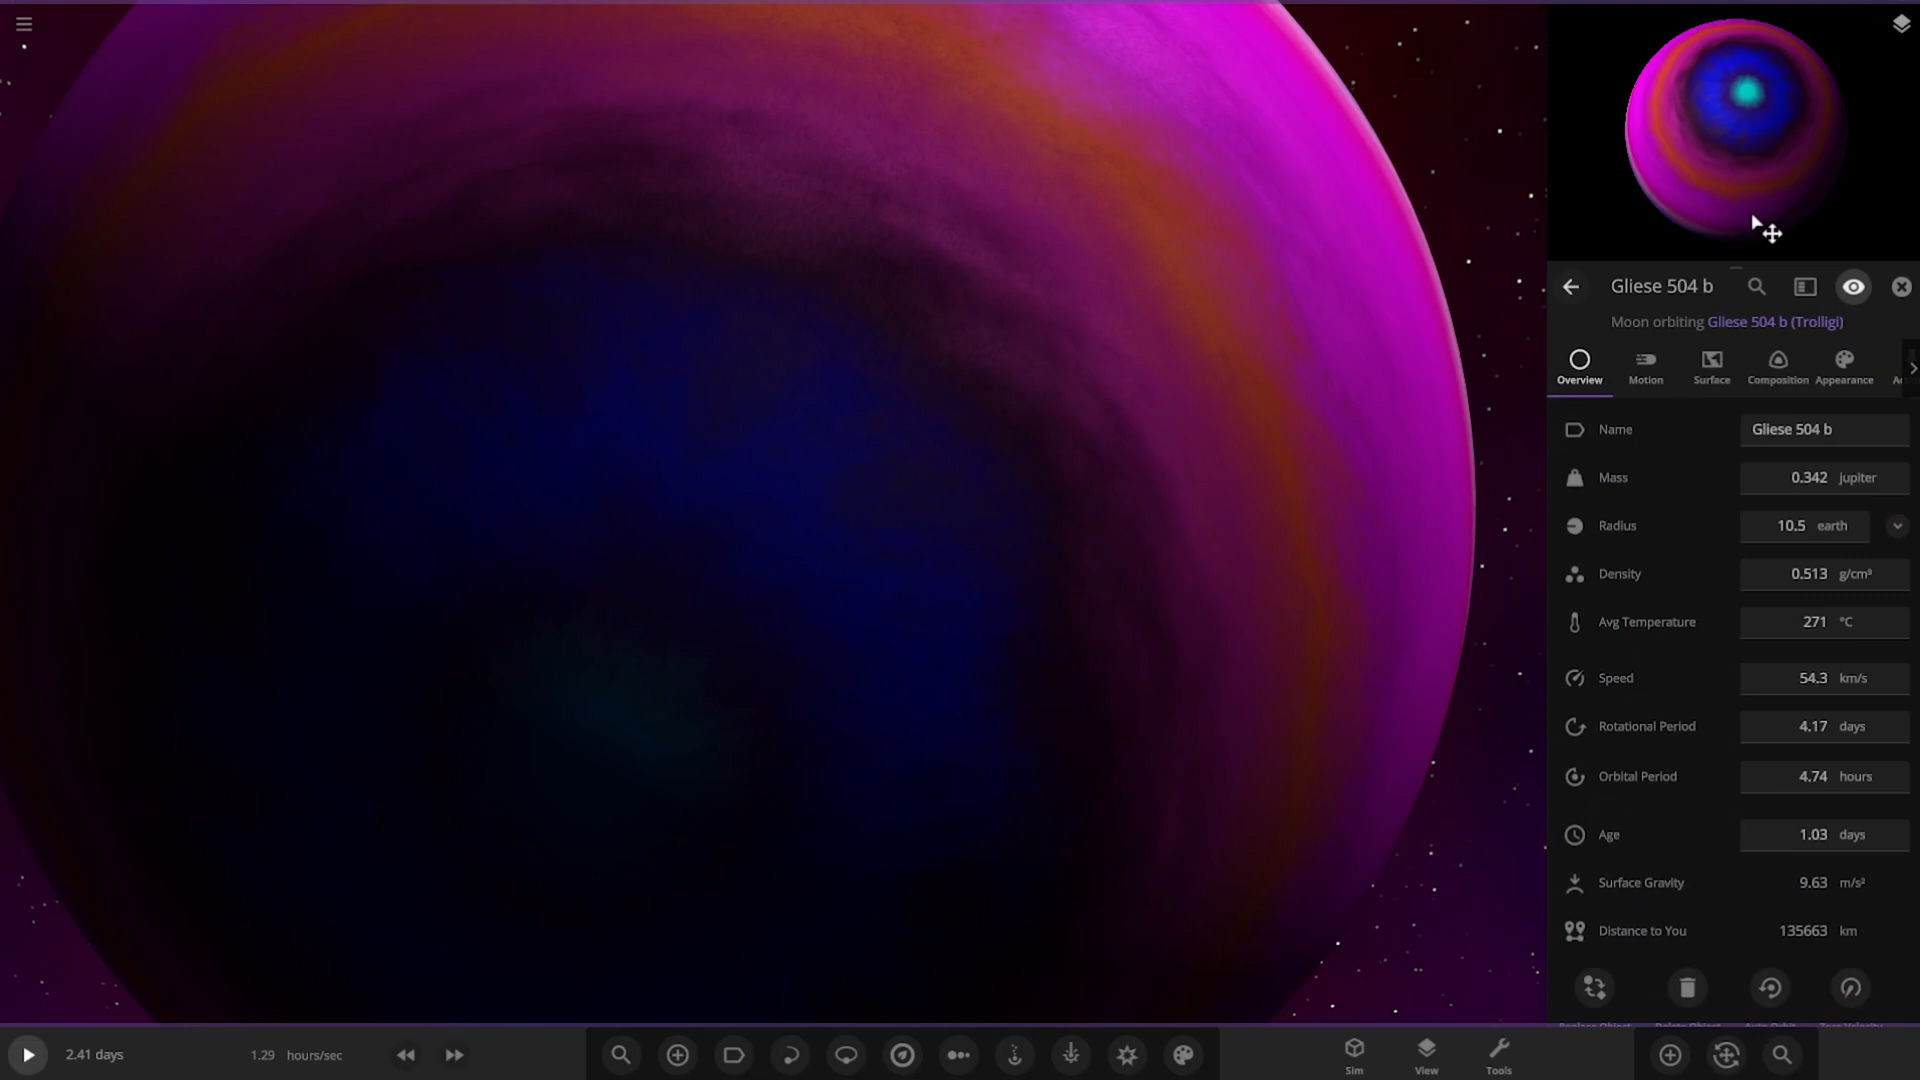 Gliese 504 b
Moon orbiting Gliese 504 b (Trolligi)
Overview Motion Surface Composition Appearance
Name Gliese 504 b
Mass 0.342 jupiter
Radius 10.5 earth
Density 0.513 g/cm³
Avg Temperature 271 °C
Speed 54.3 km/s
Rotational Period 4.17 days
Orbital Period 4.74 hours
Age 1.03 days
Surface Gravity 9.63 m/s²
Distance to You 135663 km
2.41 days 1.29 hours/sec Sim View Tools